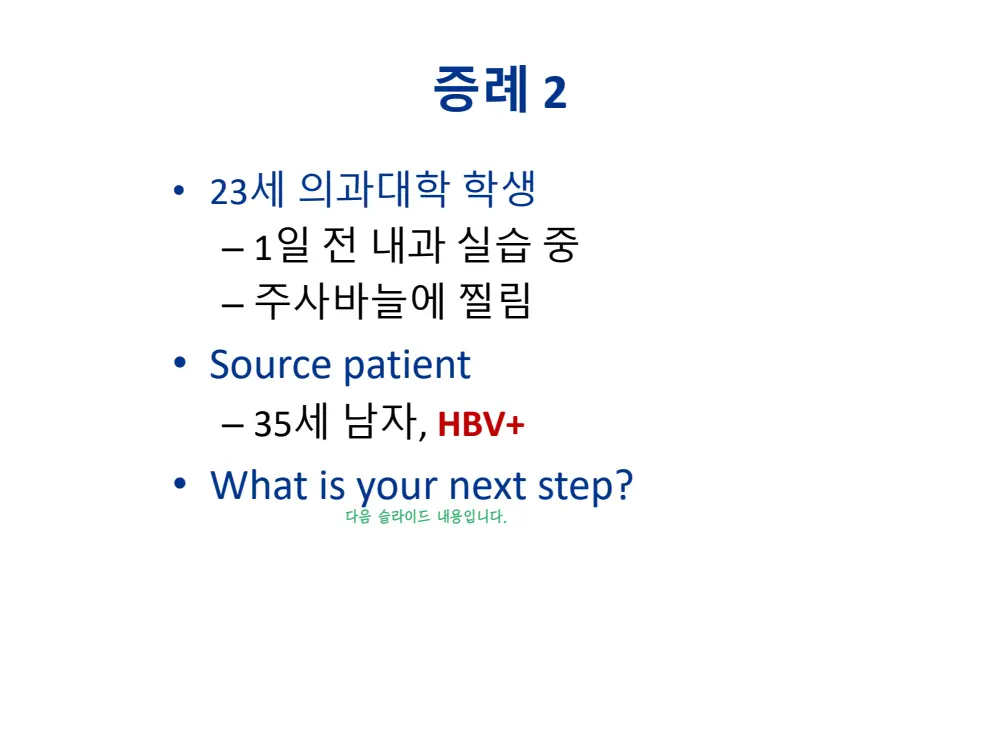 증례 2
• 23세 의과대학 학생
– 1일 전 내과 실습 중
– 주사바늘에 찔림
• Source patient
– 35세 남자, HBV+
• What is your next step?
다음 슬라이드 내용입니다.